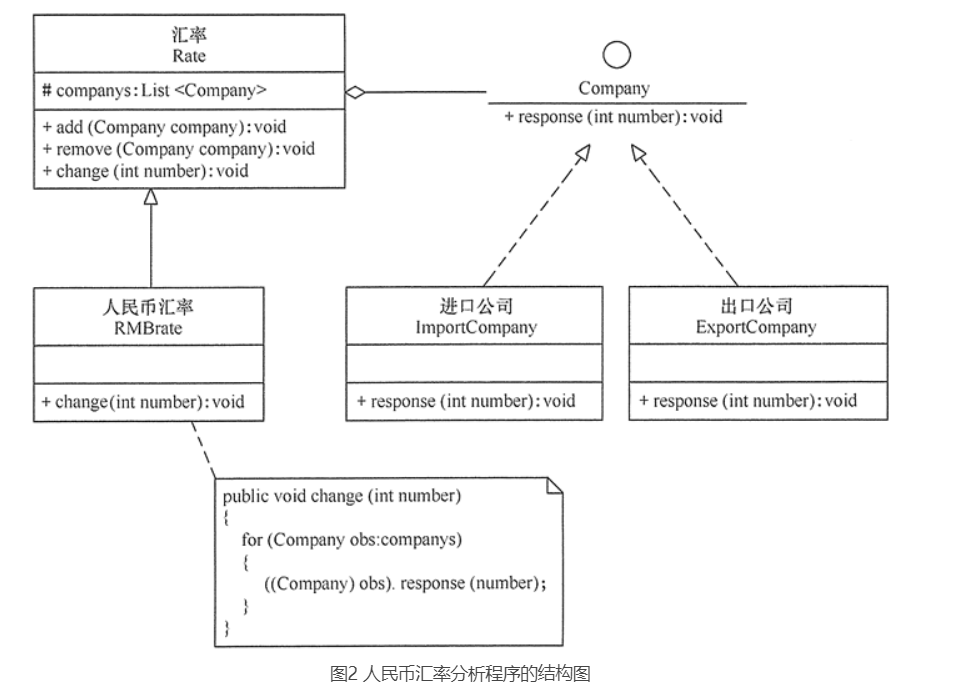 汇率
Rate
# companys:List <Company>
+ add (Company company):void
+ remove (Company company):void
+ change (int number):void
Company
+ response (int number):void
人民币汇率
RMBrate
+ change(int number):void
进口公司
ImportCompany
+ response (int number):void
出口公司
ExportCompany
+ response (int number):void
public void change (int number)
{
for (Company obs:companys)
{
((Company) obs). response (number);
}
}
图2 人民币汇率分析程序的结构图